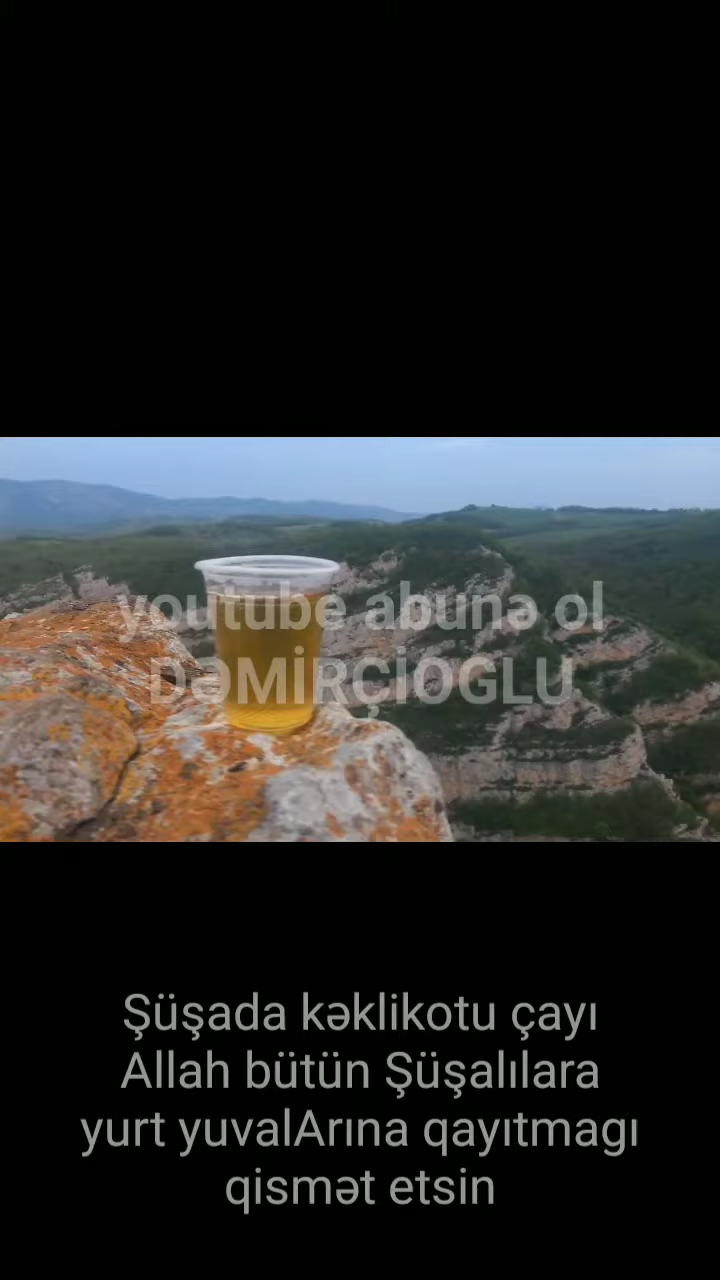 youtube abunə ol
DƏMİRÇİOGLU
Şüşada kəklikotu çayı
Allah bütün Şüşalılara
yurt yuvalArına qayıtmagı
qismət etsin